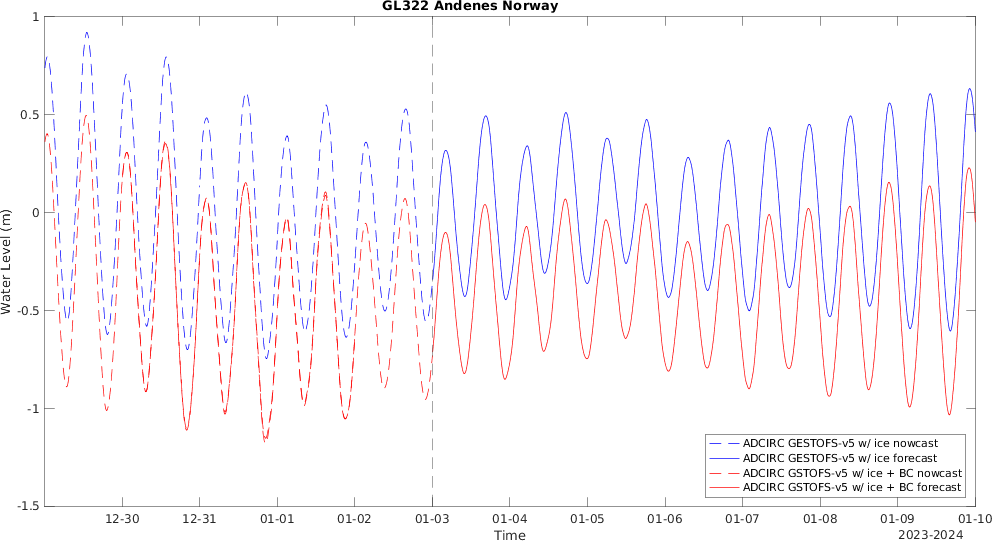 GL322 Andenes Norway
1
0.5
0
-0.5
-1
-1.5
Water Level (m)
ADCIRC GESTOFS-v5 w/ ice nowcast
ADCIRC GESTOFS-v5 w/ ice forecast
ADCIRC GSTOFS-v5 w/ ice + BC nowcast
ADCIRC GSTOFS-v5 w/ ice + BC forecast
12-30 12-31 01-01 01-02 01-03 01-04 01-05 01-06 01-07 01-08 01-09 01-10
Time
2023-2024